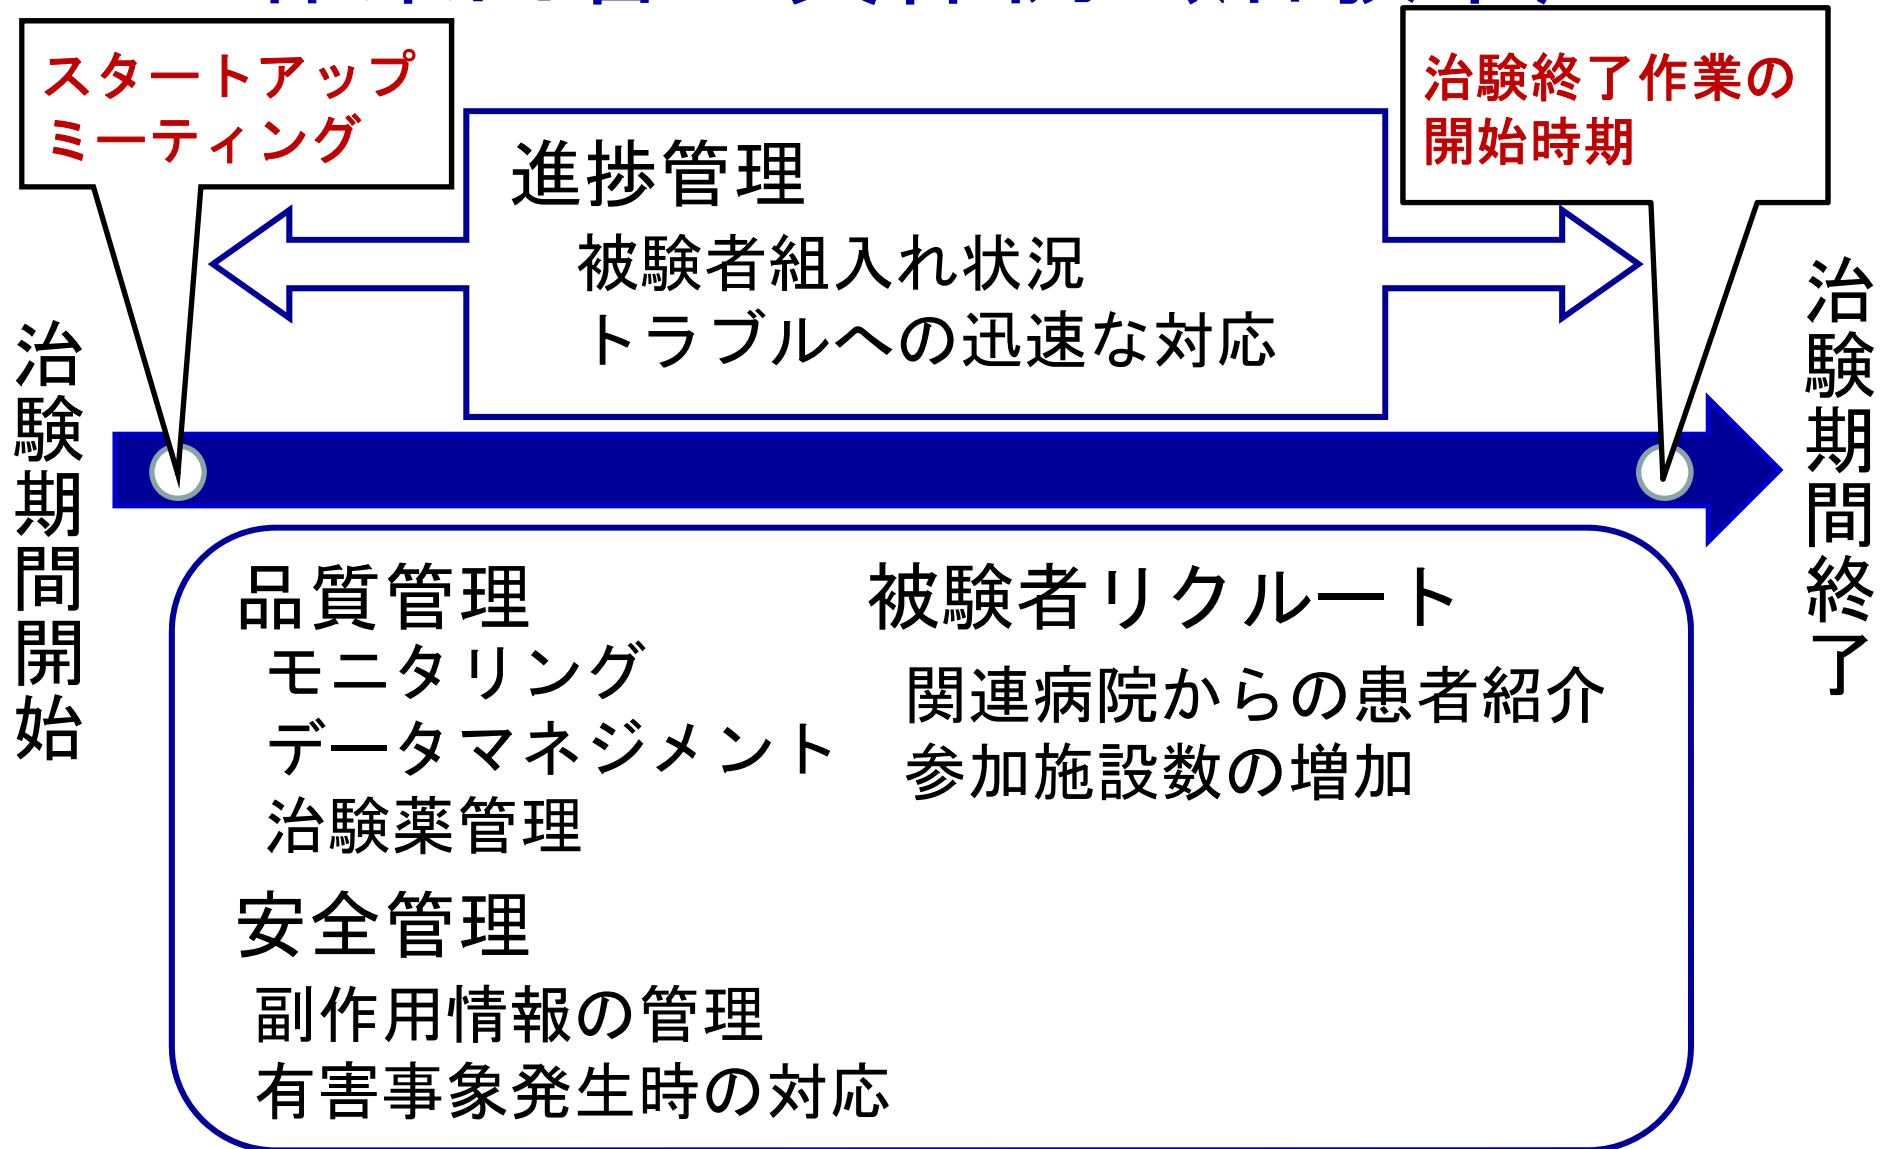 スタートアップ
ミーティング
治験終了作業の
開始時期
進捗管理
被験者組入れ状況
トラブルへの迅速な対応
治験期間開始
治験期間終了
品質管理
モニタリング
データマネジメント
治験薬管理
安全管理
副作用情報の管理
有害事象発生時の対応
被験者リクルート
関連病院からの患者紹介
参加施設数の増加